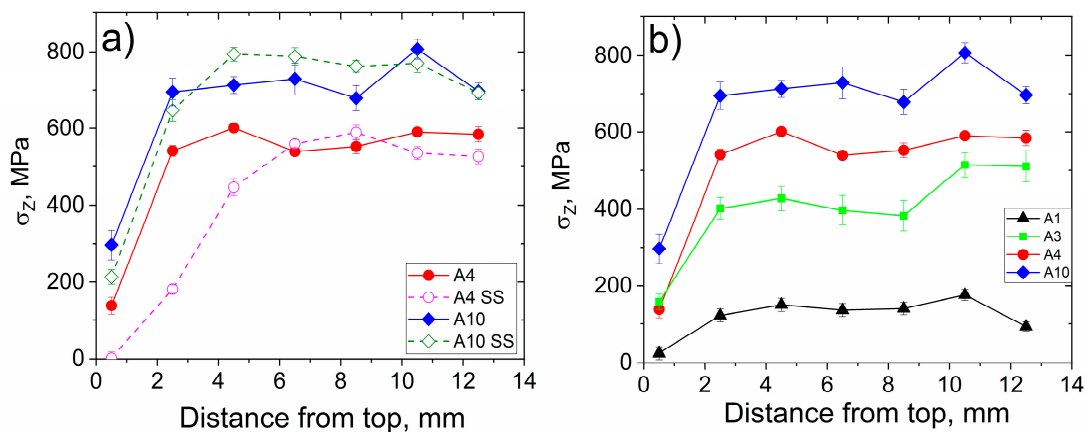 a)
800
600
400
200
0
σZ, MPa
0 2 4 6 8 10 12 14
Distance from top, mm
A4
A4 SS
A10
A10 SS
b)
800
600
400
200
0
σZ, MPa
0 2 4 6 8 10 12 14
Distance from top, mm
A1
A3
A4
A10